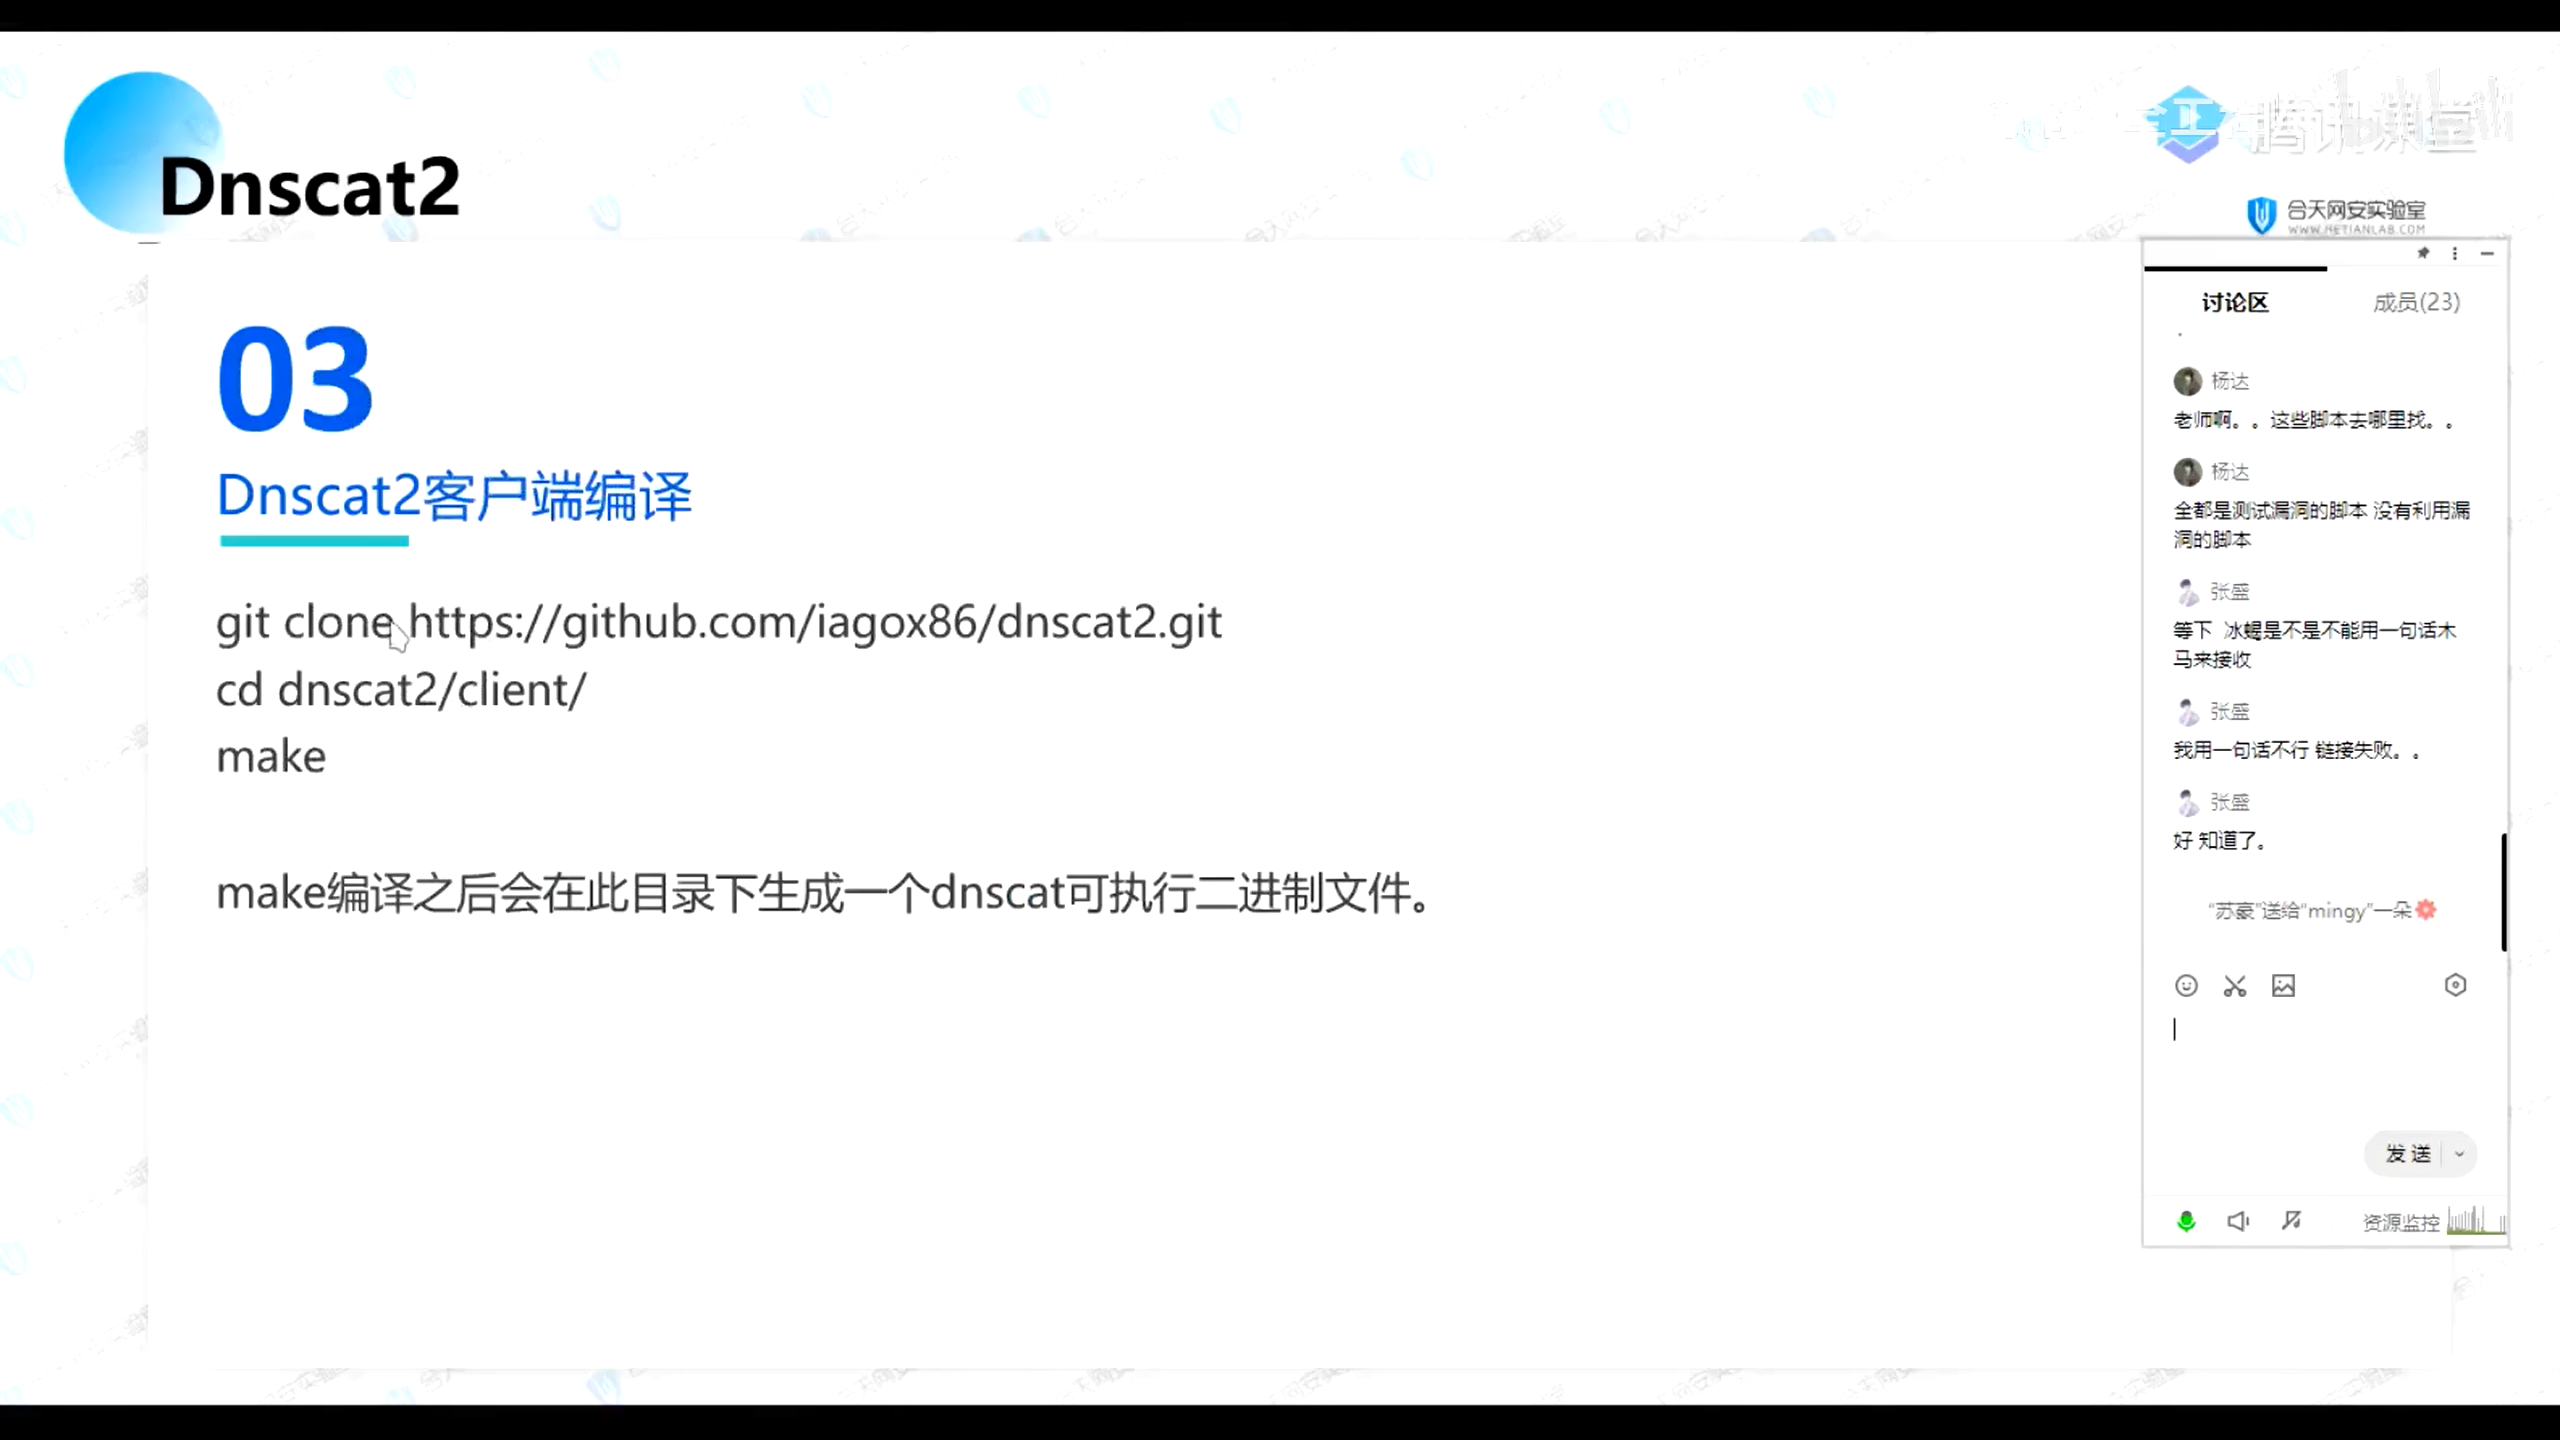 Dnscat2
腾讯课堂
合天网安实验室
WWW.HETIANLAB.COM
03
Dnscat2客户端编译
git clone https://github.com/iagox86/dnscat2.git
cd dnscat2/client/
make
make编译之后会在此目录下生成一个dnscat可执行二进制文件。
讨论区
成员(23)
杨达
老师啊。。这些脚本去哪里找。。
杨达
全都是测试漏洞的脚本 没有利用漏
洞的脚本
张盛
等下 冰蝎是不是不能用一句话木
马来接收
张盛
我用一句话不行 链接失败。。
张盛
好 知道了。
“苏豪”送给“mingy”一朵
发送
资源监控